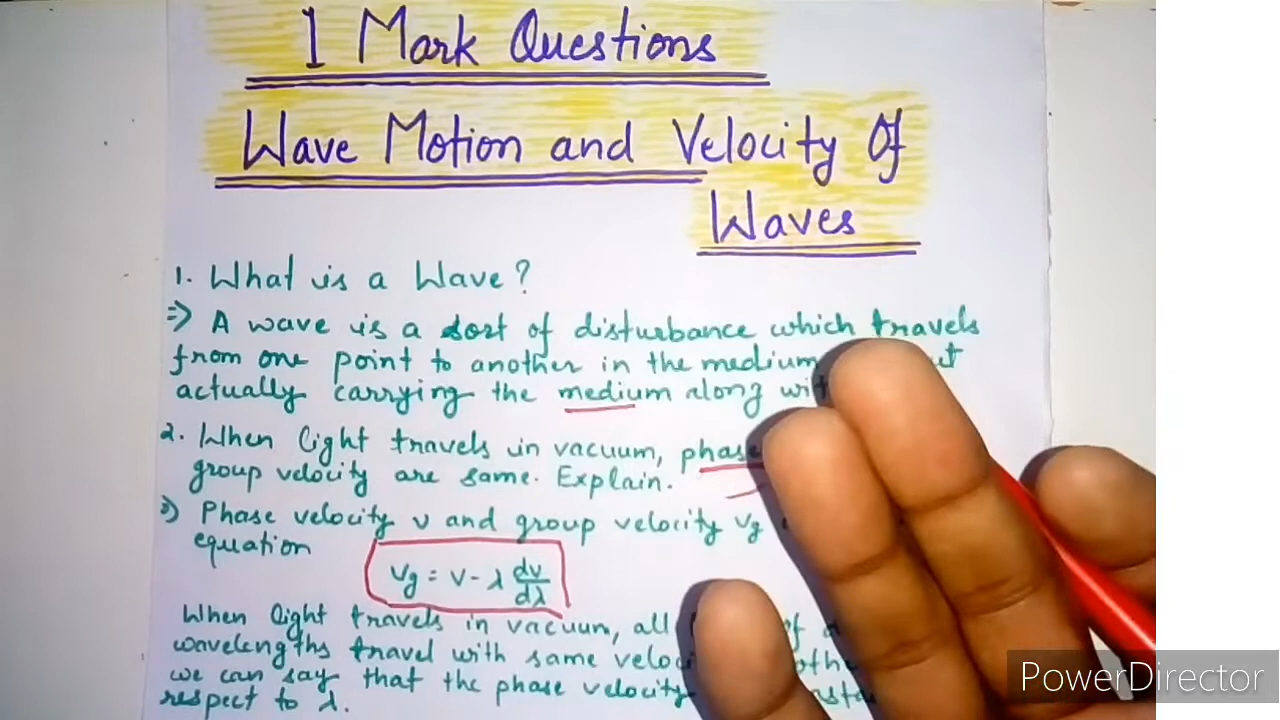 1 Mark Questions
Wave Motion and Velocity Of
Waves
1. What is a Wave?
⇒ A wave is a sort of disturbance which travels
from one point to another in the medium
actually carrying the medium along
2. When light travels in vacuum, phase
group velocity are same. Explain.
⇒ Phase velocity v and group velocity vg
equation
vg = v - λ dv/dλ
When light travels in vacuum, all of
wavelengths travel with same
we can say that the phase velocity
respect to λ.
PowerDirector